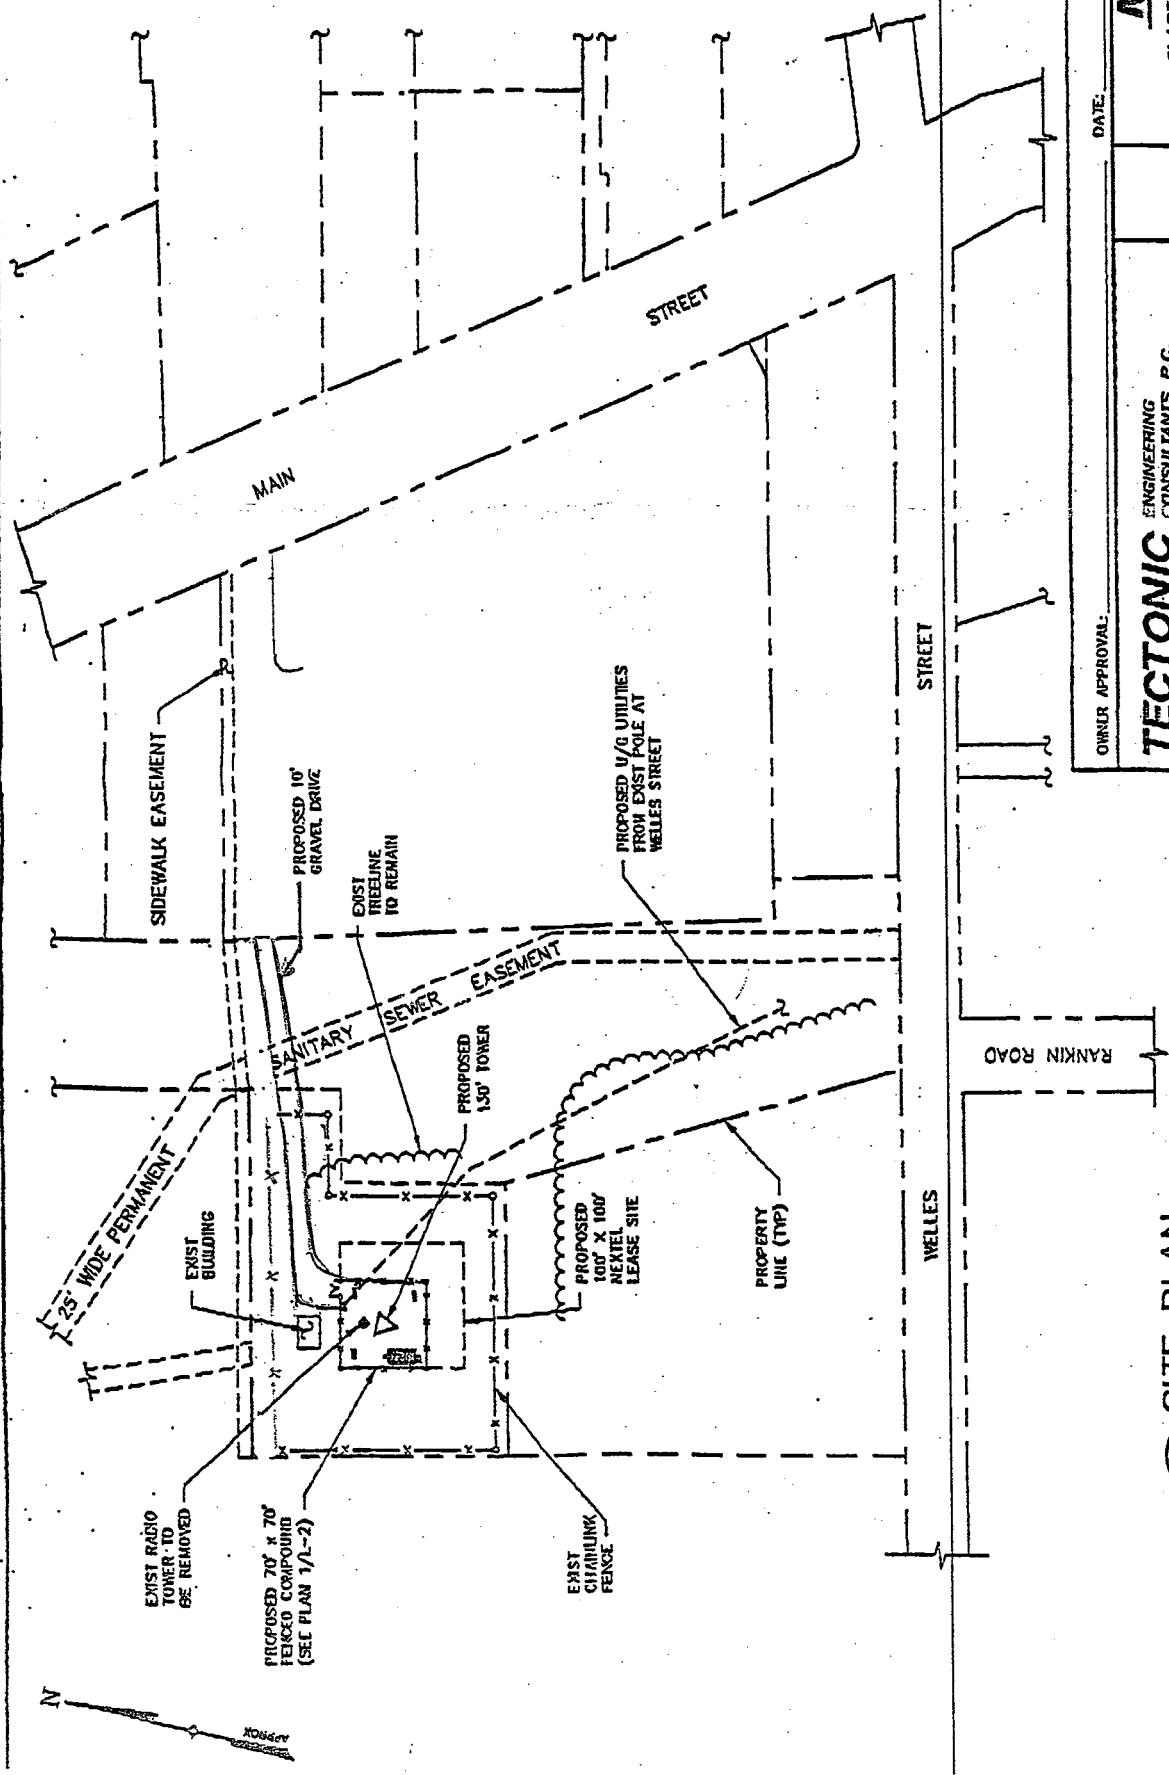 N
APPROX
EXIST RADIO
TOWER TO
BE REMOVED
PROPOSED 70' x 70'
FENCED COMPOUND
(SEE PLAN 1/L-2)
EXIST
CHAINLINK
FENCE
25' WIDE PERMANENT
EXIST
BUILDING
PROPOSED
100' X 100'
NEXTEL
LEASE SITE
PROPERTY
LINE (TYP)
SANITARY SEWER EASEMENT
PROPOSED
150' TOWER
SIDEWALK EASEMENT
PROPOSED 10'
GRAVEL DRIVE
EXIST
TREELINE
TO REMAIN
PROPOSED U/G UTILITIES
FROM EXIST POLE AT
WELLES STREET
MAIN STREET
WELLES STREET
RANKIN ROAD
SITE PLAN
OWNER APPROVAL:
DATE:
TECTONIC ENGINEERING
CONSULTANTS P.C.